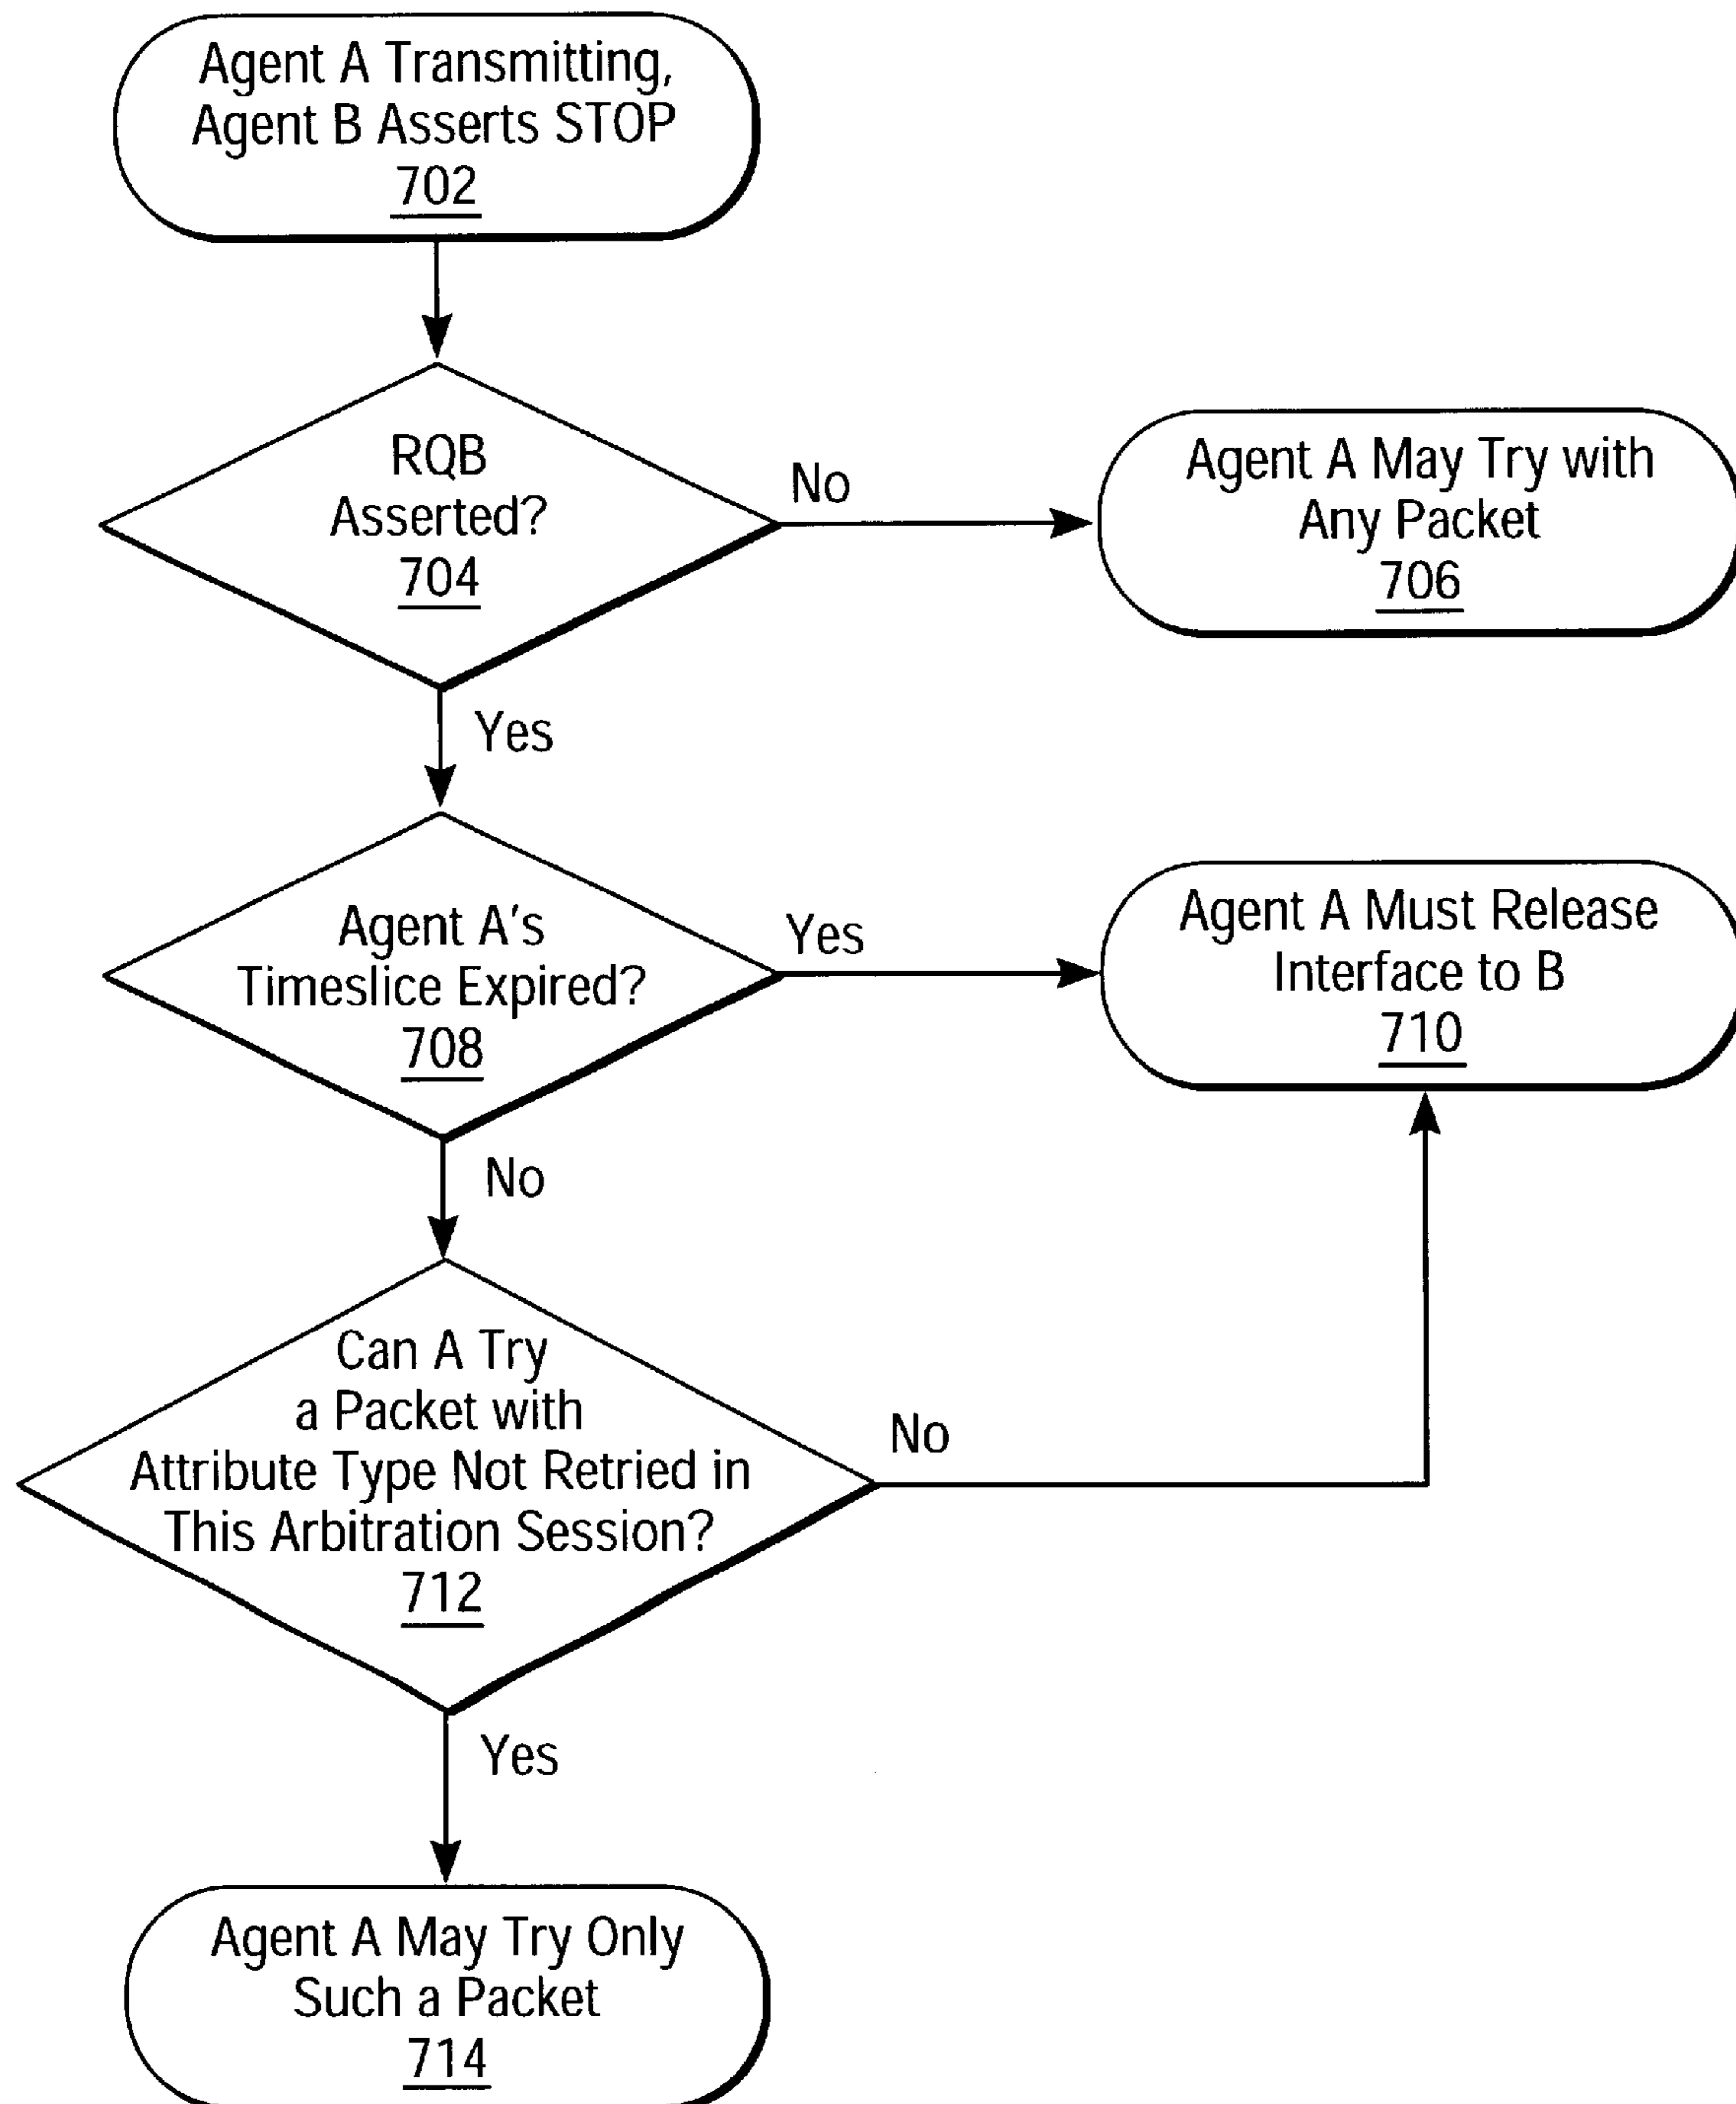 Agent A Transmitting,
Agent B Asserts STOP
702
RQB
Asserted?
704
No
Agent A May Try with
Any Packet
706
Yes
Agent A's
Timeslice Expired?
708
Yes
Agent A Must Release
Interface to B
710
No
Can A Try
a Packet with
Attribute Type Not Retried in
This Arbitration Session?
712
No
Yes
Agent A May Try Only
Such a Packet
714